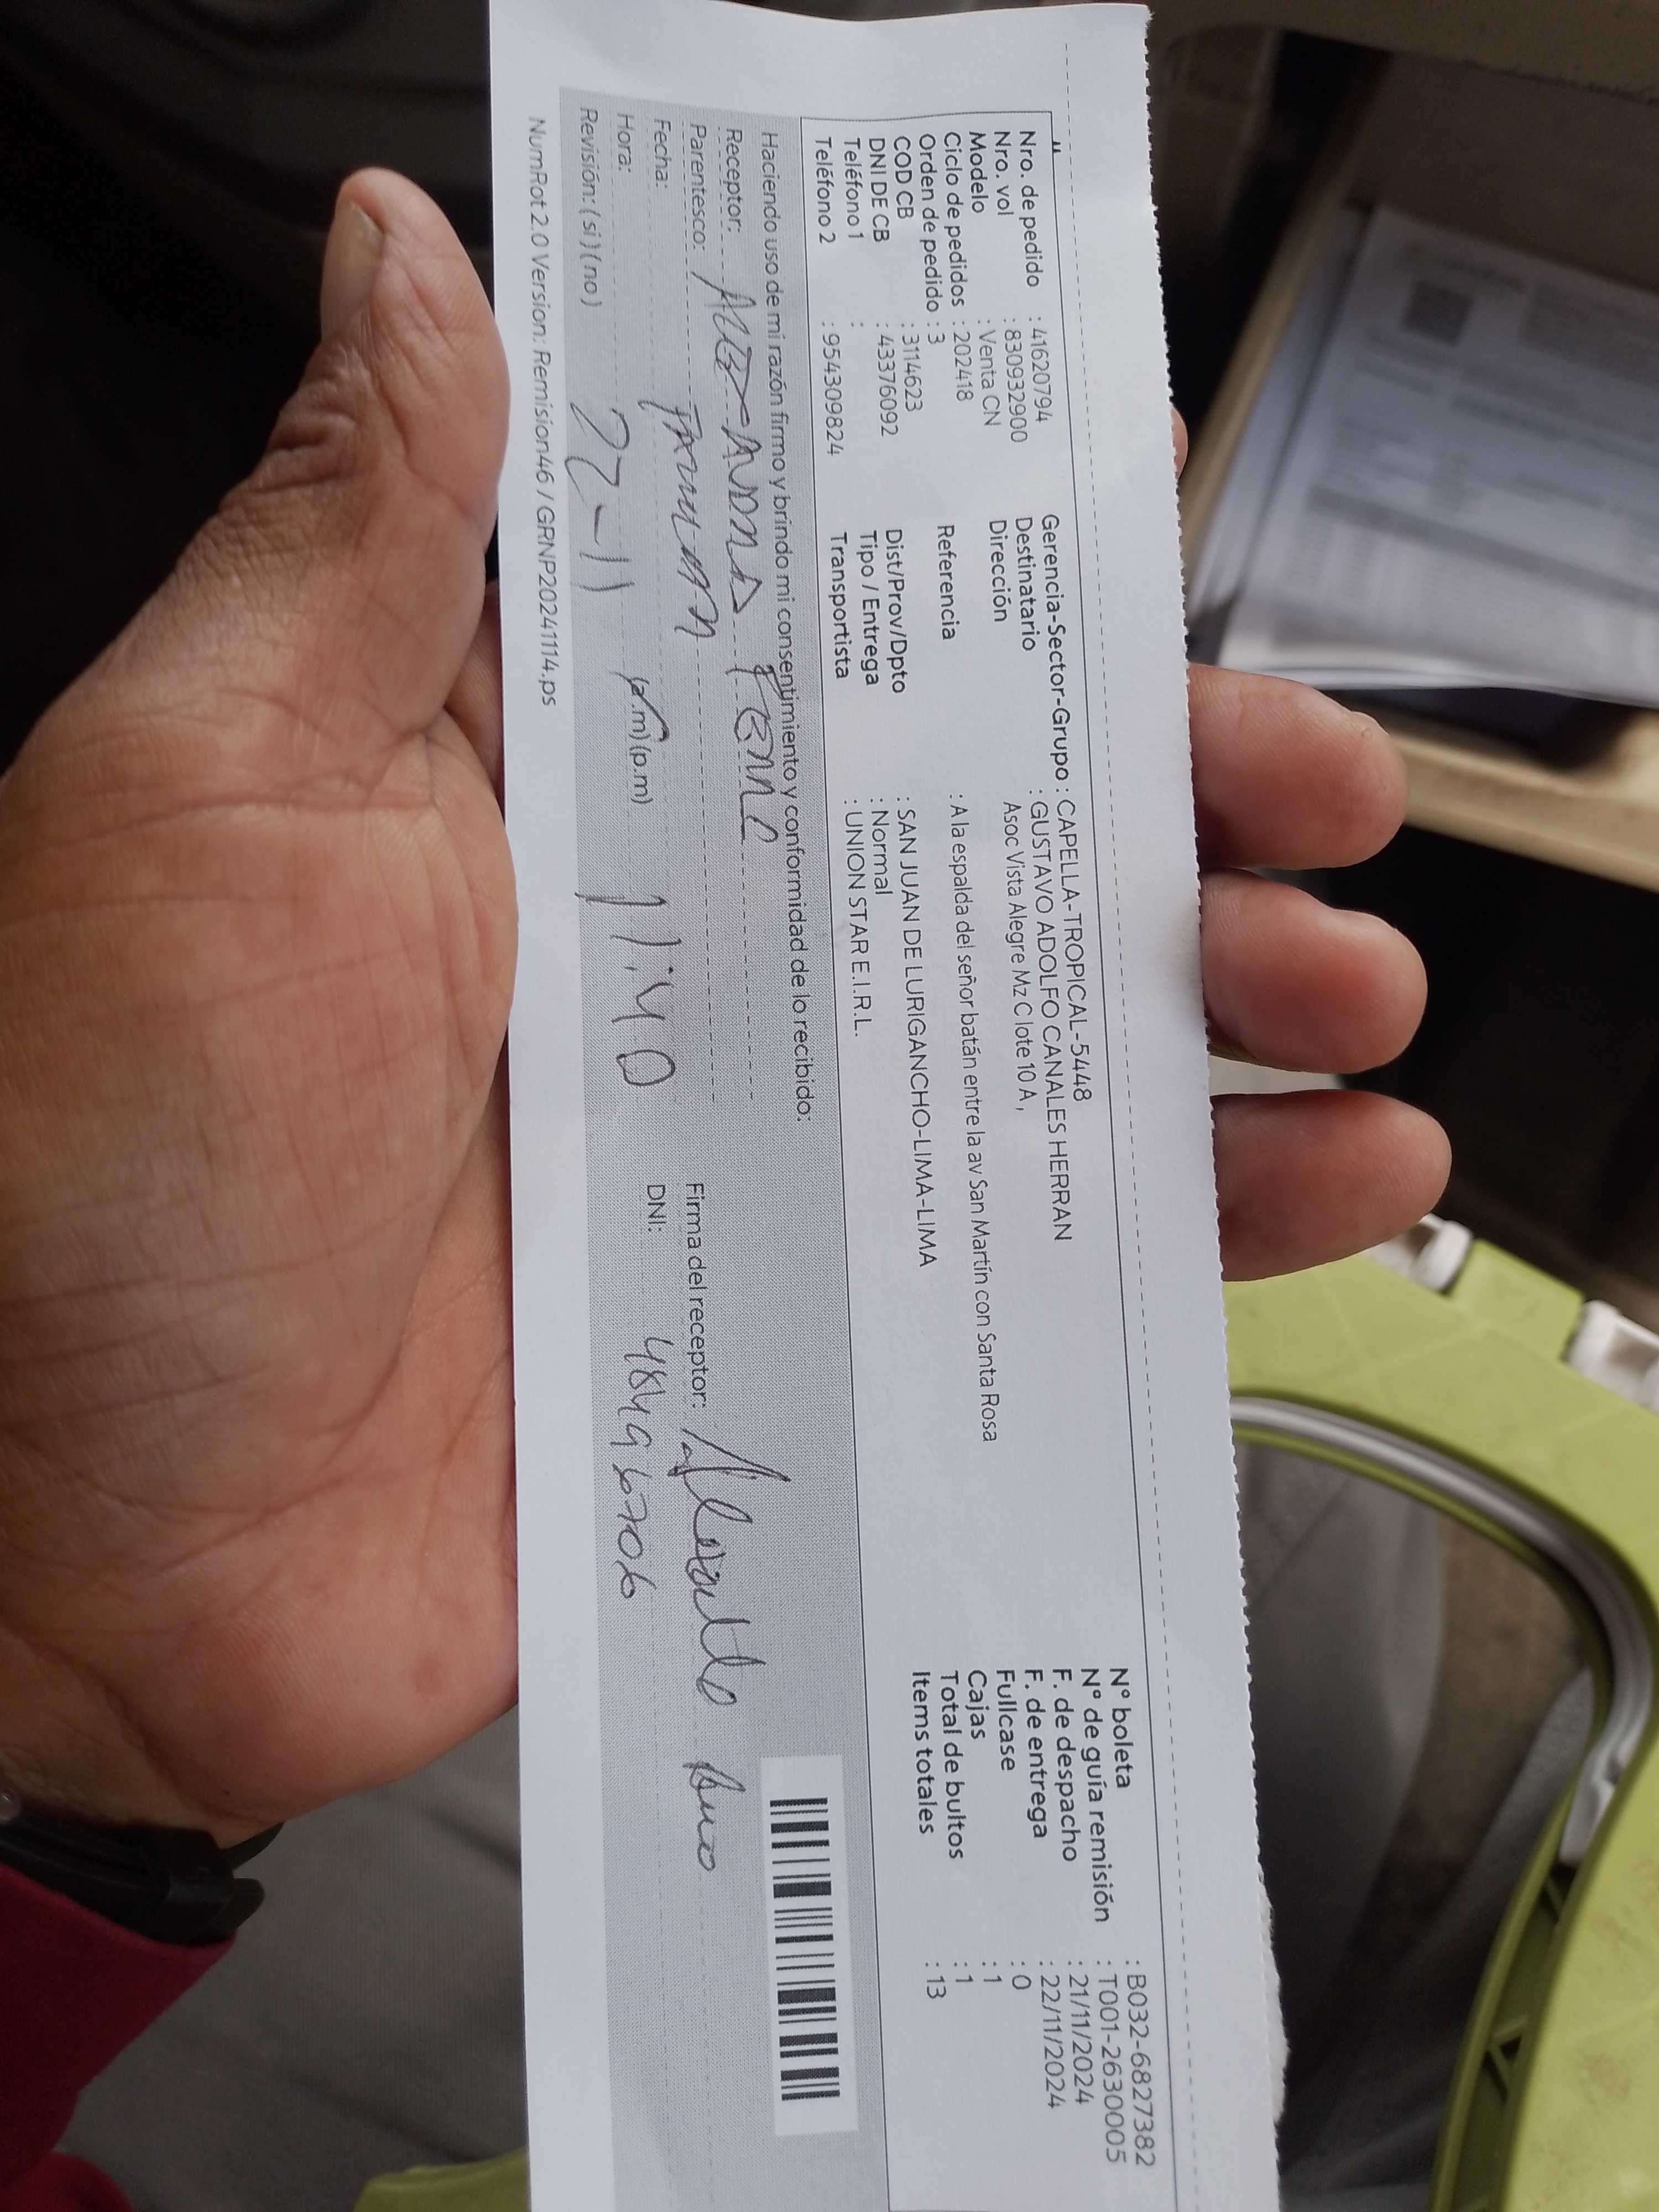 Nro. de pedido : 41620794
Nro. vol : 830932900
Modelo : Venta CN
Ciclo de pedidos : 202418
Orden de pedido : 3
COD CB : 3114623
DNI DE CB : 43376092
Teléfono 1 :
Teléfono 2 : 954309824
Gerencia-Sector-Grupo : CAPELLA-TROPICAL-5448
Destinatario : GUSTAVO ADOLFO CANALES HERRAN
Dirección Asoc Vista Alegre Mz C lote 10 A ,
Referencia : A la espalda del señor batán entre la av San Martín con Santa Rosa
Dist/Prov/Dpto : SAN JUAN DE LURIGANCHO-LIMA-LIMA
Tipo / Entrega : Normal
Transportista : UNION STAR E.I.R.L.
N° boleta : B032-6827382
N° de guía remisión : T001-2630005
F. de despacho : 21/11/2024
F. de entrega : 22/11/2024
Fullcase : 0
Cajas : 1
Total de bultos : 1
Items totales : 13
Haciendo uso de mi razón firmo y brindo mi consentimiento y conformidad de lo recibido:
Receptor:
Parentesco:
Fecha: 22-11
Hora: (a.m) (p.m) 11:40
Revisión: (si) (no)
Firma del receptor:
DNI: 48496706
NumRot 2.0 Version: Remision46 / GRNP20241114.ps